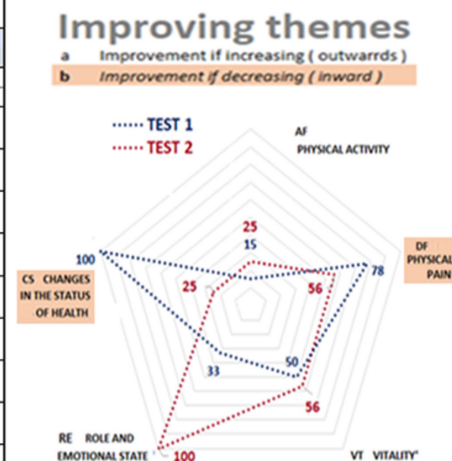 Improving themes
a Improvement if increasing ( outwarrds )
b Improvement if decreasing ( inward )
TEST 1
TEST 2
AF
PHYSICAL ACTIVITY
25
15
100
78
DF
PHYSICAL
PAIN
CS CHANGES
IN THE STATUS
OF HEALTH
25
56
33
50
56
RE ROLE AND
EMOTIONAL STATE
100
VT VITALITY'